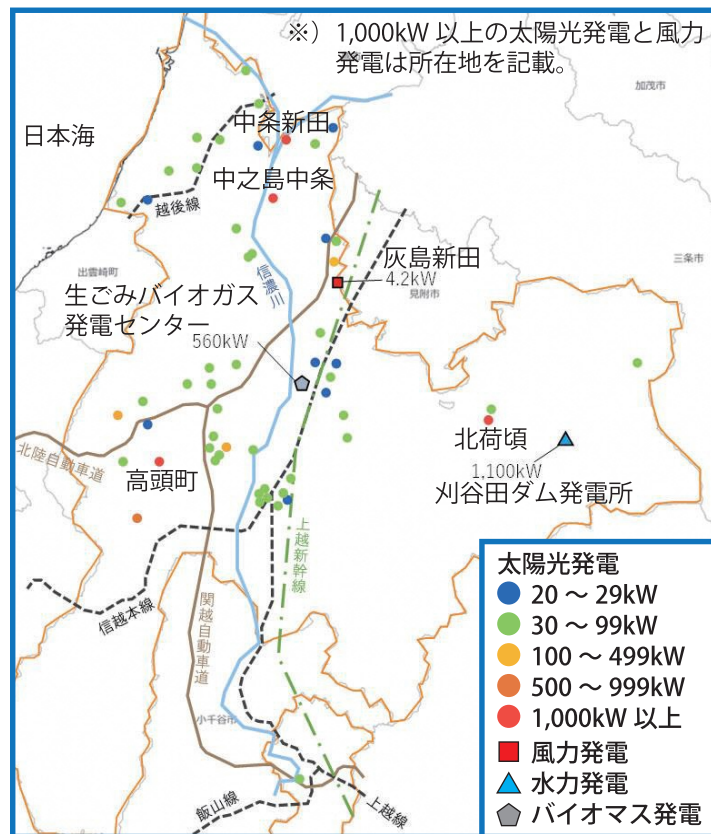 ※）1,000kW 以上の太陽光発電と風力
発電は所在地を記載。
加茂市
日本海
中条新田
中之島中条
越後線
出雲崎町
信濃川
灰島新田
4.2kW
見附市
三条市
生ごみバイオガス
発電センター
560kW
北陸自動車道
高頭町
北荷頃
1,100kW
刈谷田ダム発電所
上越新幹線
信越本線
関越自動車道
小千谷市
飯山線
上越線
太陽光発電
20 ～ 29kW
30 ～ 99kW
100 ～ 499kW
500 ～ 999kW
1,000kW 以上
風力発電
水力発電
バイオマス発電